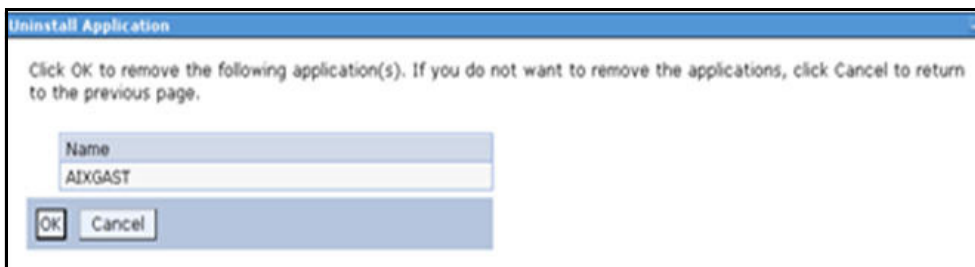 Uninstall Application
Click OK to remove the following application(s). If you do not want to remove the applications, click Cancel to return
to the previous page.
Name
AIXGAST
OK Cancel